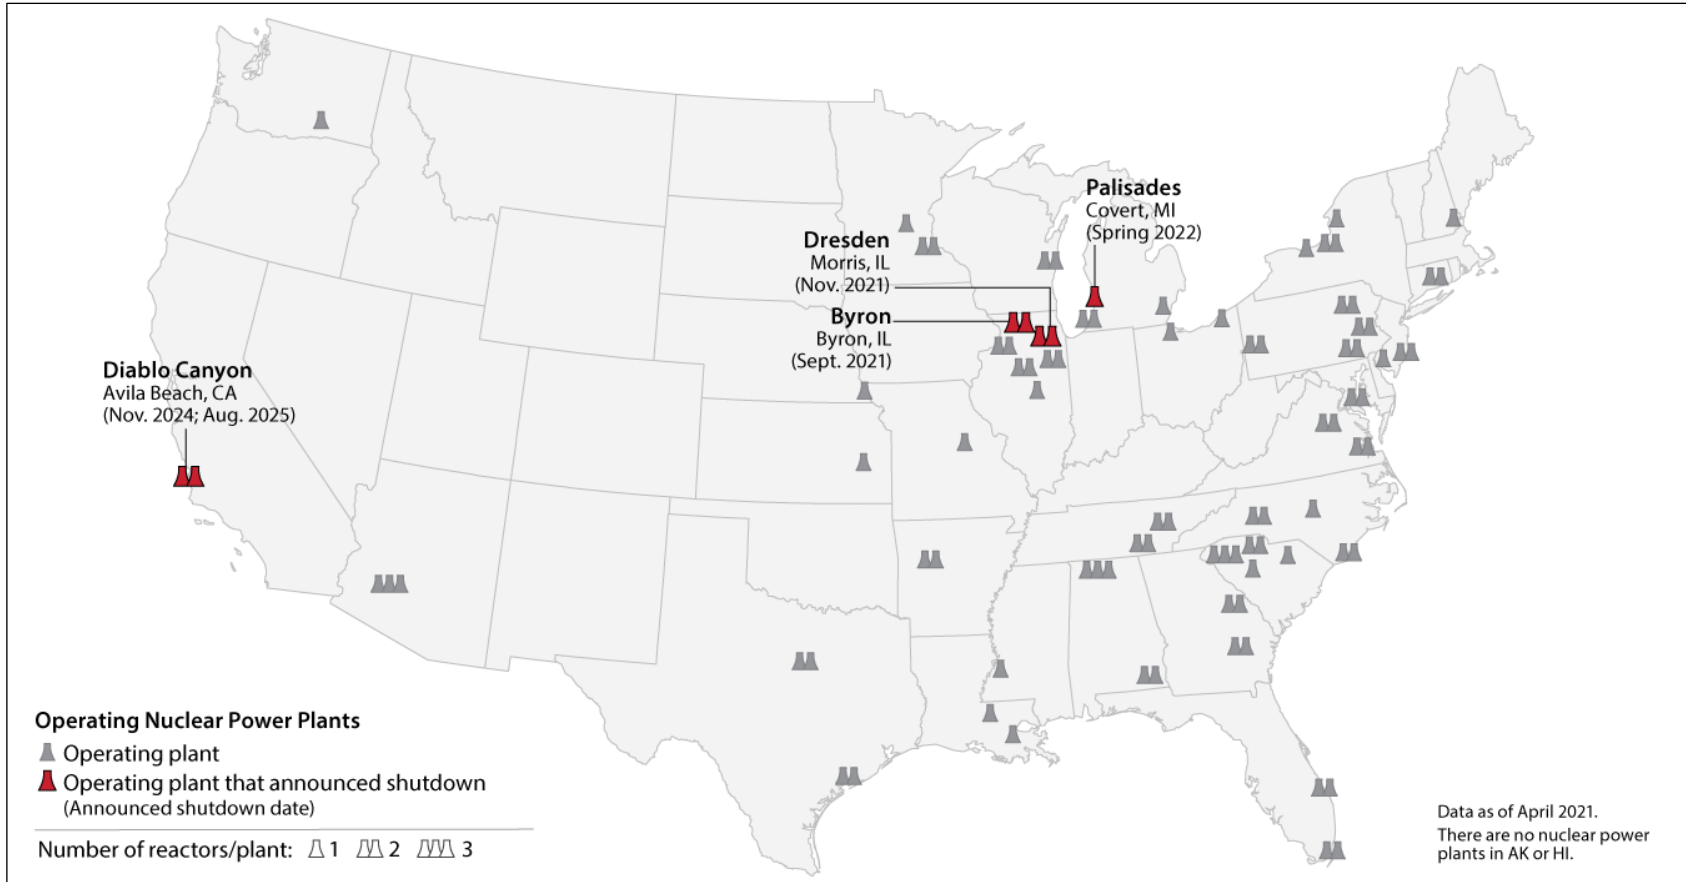 Palisades
Covert, MI
(Spring 2022)
Dresden
Morris, IL
(Nov. 2021)
Byron
Byron, IL
(Sept. 2021)
Diablo Canyon
Avila Beach, CA
(Nov. 2024; Aug. 2025)
Operating Nuclear Power Plants
Operating plant
Operating plant that announced shutdown
(Announced shutdown date)
Number of reactors/plant: 1 2 3
Data as of April 2021.
There are no nuclear power
plants in AK or HI.